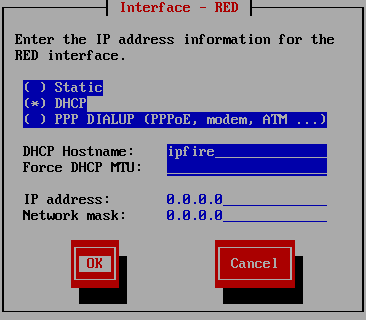 Interface - RED
Enter the IP address information for the
RED interface.
( ) Static
(*) DHCP
( ) PPP DIALUP (PPPoE, modem, ATM ...)
DHCP Hostname: ipfire
Force DHCP MTU:
IP address: 0.0.0.0
Network mask: 0.0.0.0
OK Cancel